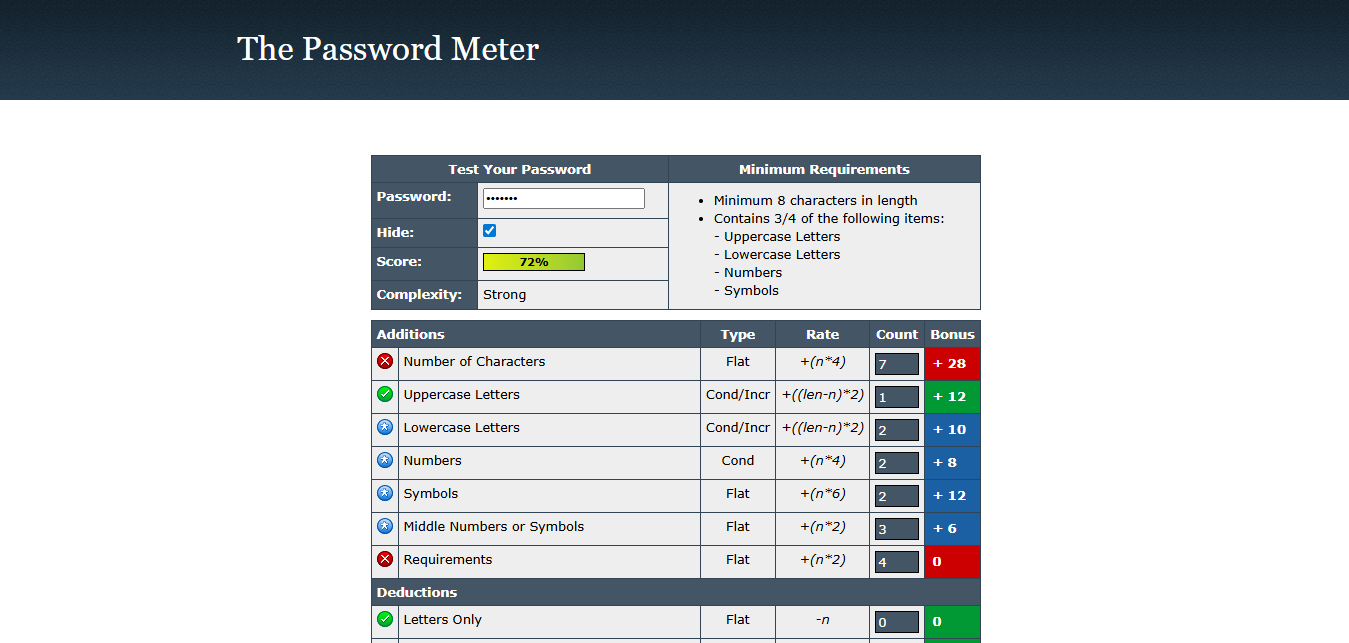 The Password Meter
Test Your Password
Minimum Requirements
Password: •••••••
Hide:
Score: 72%
Complexity: Strong
• Minimum 8 characters in length
• Contains 3/4 of the following items:
- Uppercase Letters
- Lowercase Letters
- Numbers
- Symbols
Additions Type Rate Count Bonus
Number of Characters Flat +(n*4) 7 + 28
Uppercase Letters Cond/Incr +((len-n)*2) 1 + 12
Lowercase Letters Cond/Incr +((len-n)*2) 2 + 10
Numbers Cond +(n*4) 2 + 8
Symbols Flat +(n*6) 2 + 12
Middle Numbers or Symbols Flat +(n*2) 3 + 6
Requirements Flat +(n*2) 4 0
Deductions
Letters Only Flat -n 0 0